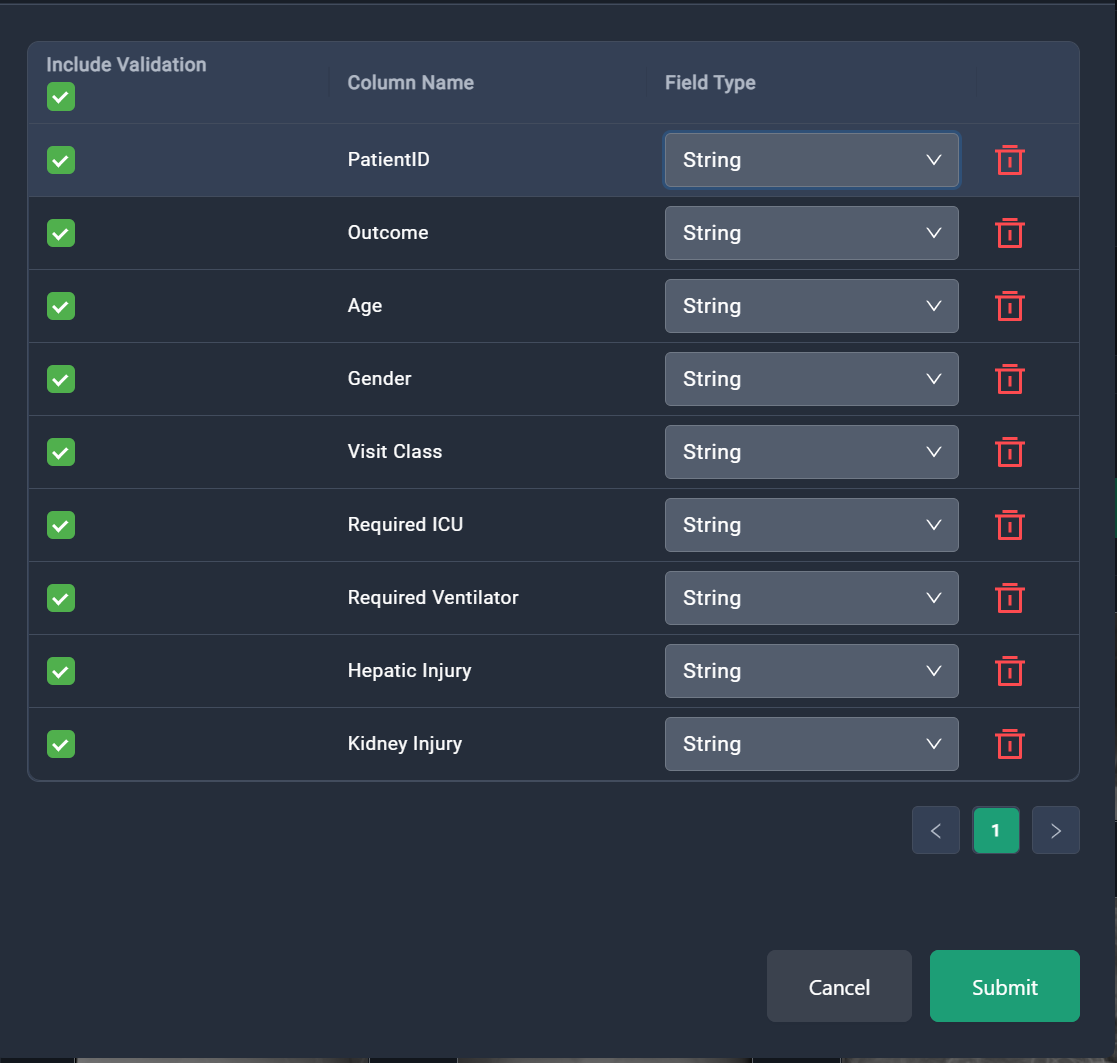 Include Validation
Column Name
Field Type
PatientID
String
Outcome
String
Age
String
Gender
String
Visit Class
String
Required ICU
String
Required Ventilator
String
Hepatic Injury
String
Kidney Injury
String
1
Cancel
Submit